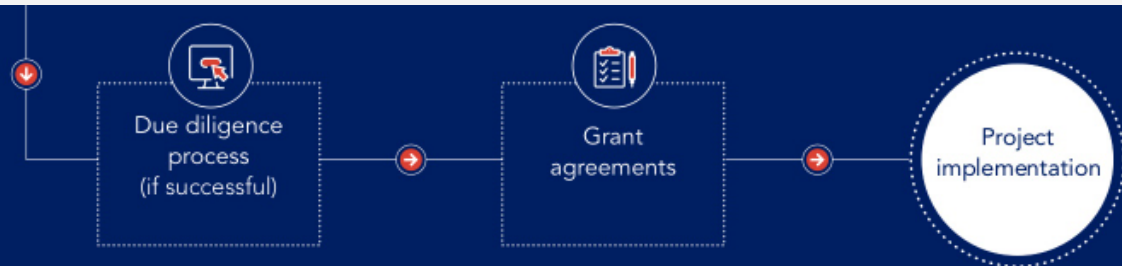 Due diligence
process
(if successful)
Grant
agreements
Project
implementation